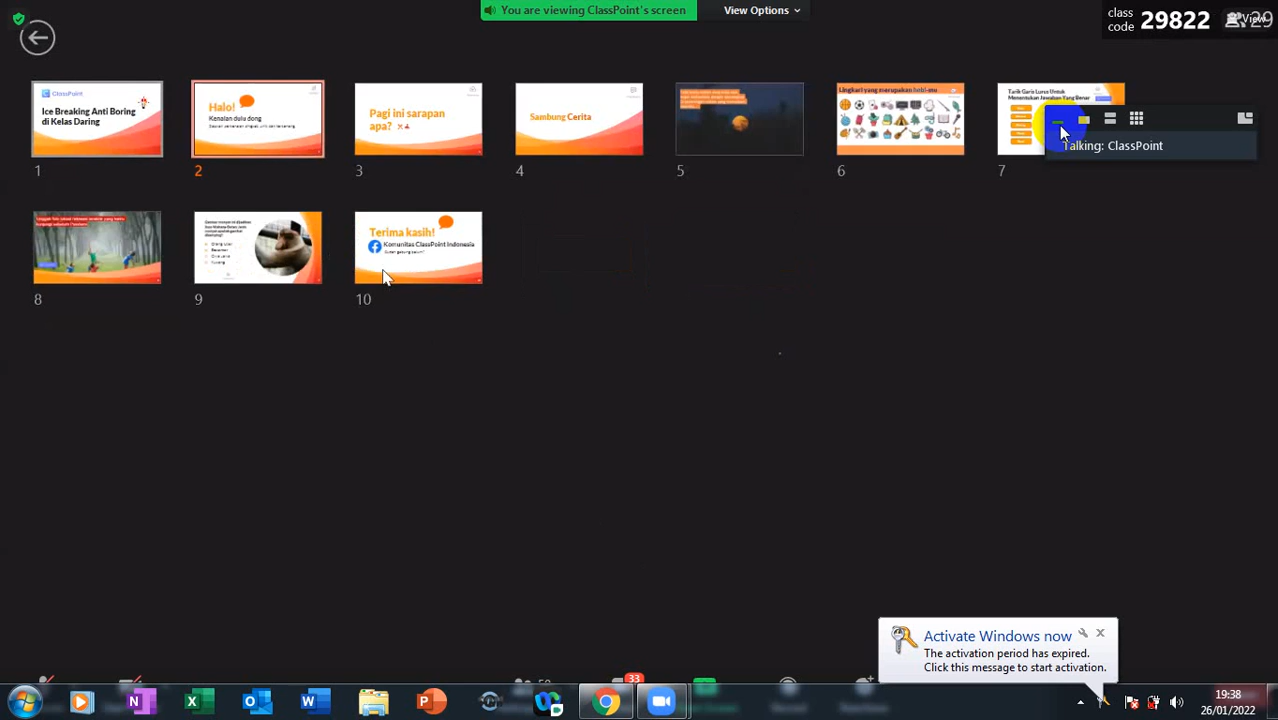 You are viewing ClassPoint's screen
View Options
class
code
29822
View
ClassPoint
Ice Breaking Anti Boring
di Kelas Daring
1
Halo!
Kenalan dulu dong
2
Pagi ini sarapan
apa?
3
Sambung Cerita
4
5
Lingkari yang merupakan hobi-mu
6
Tarik Garis Lurus Untuk
Menentukan Jawaban Yang Benar
7
Talking: ClassPoint
8
9
Terima kasih!
Komunitas ClassPoint Indonesia
10
Activate Windows now
The activation period has expired.
Click this message to start activation.
33
19:38
26/01/2022